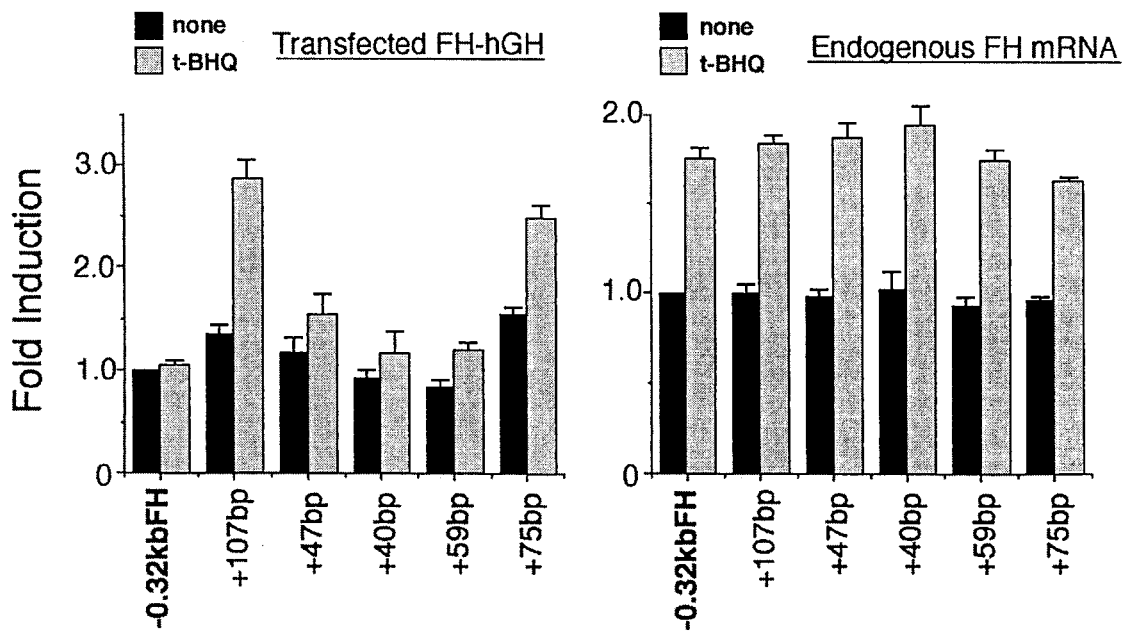 none
t-BHQ
Transfected FH-hGH
Fold Induction
3.0
2.0
1.0
0
-0.32kbFH
+107bp
+47bp
+40bp
+59bp
+75bp
none
t-BHQ
Endogenous FH mRNA
2.0
1.0
0
-0.32kbFH
+107bp
+47bp
+40bp
+59bp
+75bp